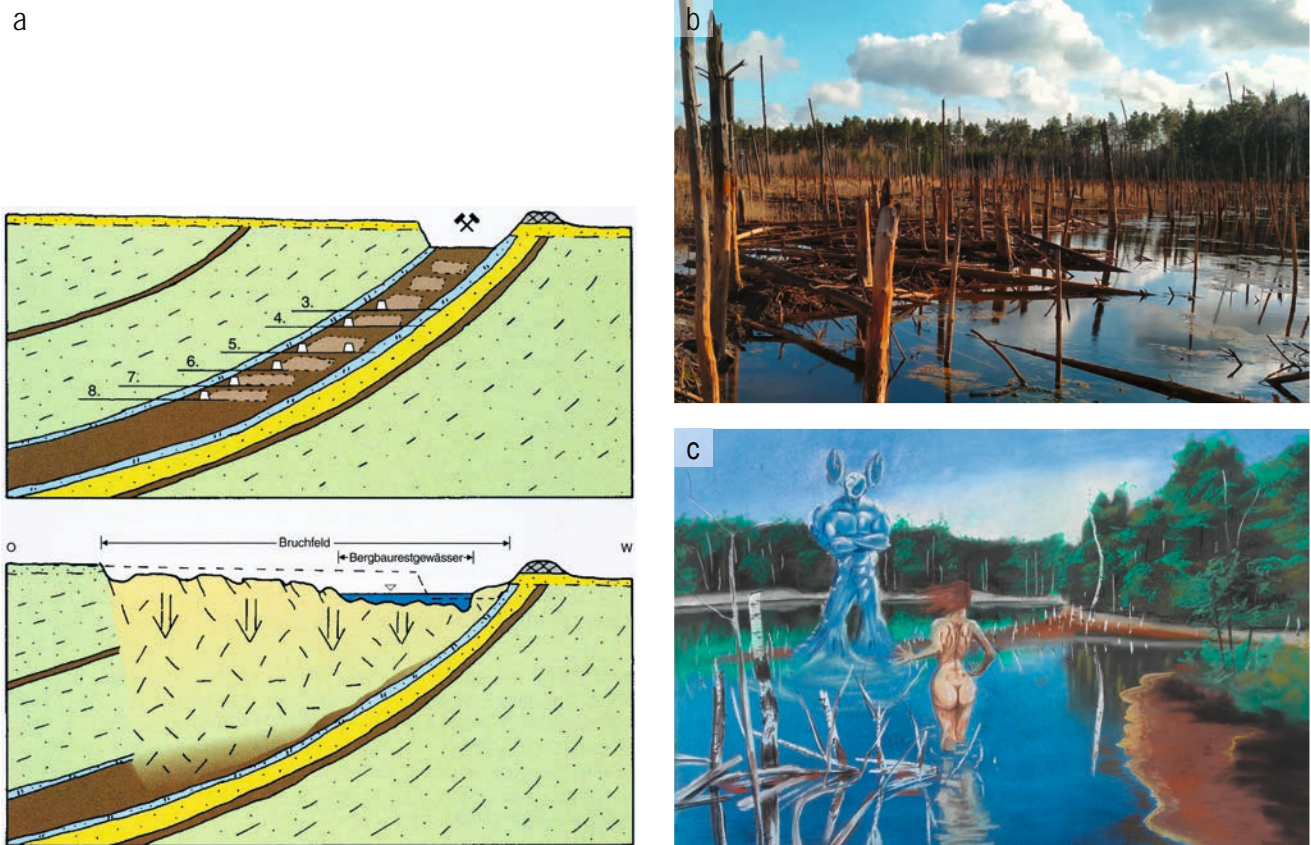 a
3.
4.
5.
6.
7.
8.
O
Bruchfeld
W
Bergbaurestgewässer
b
c